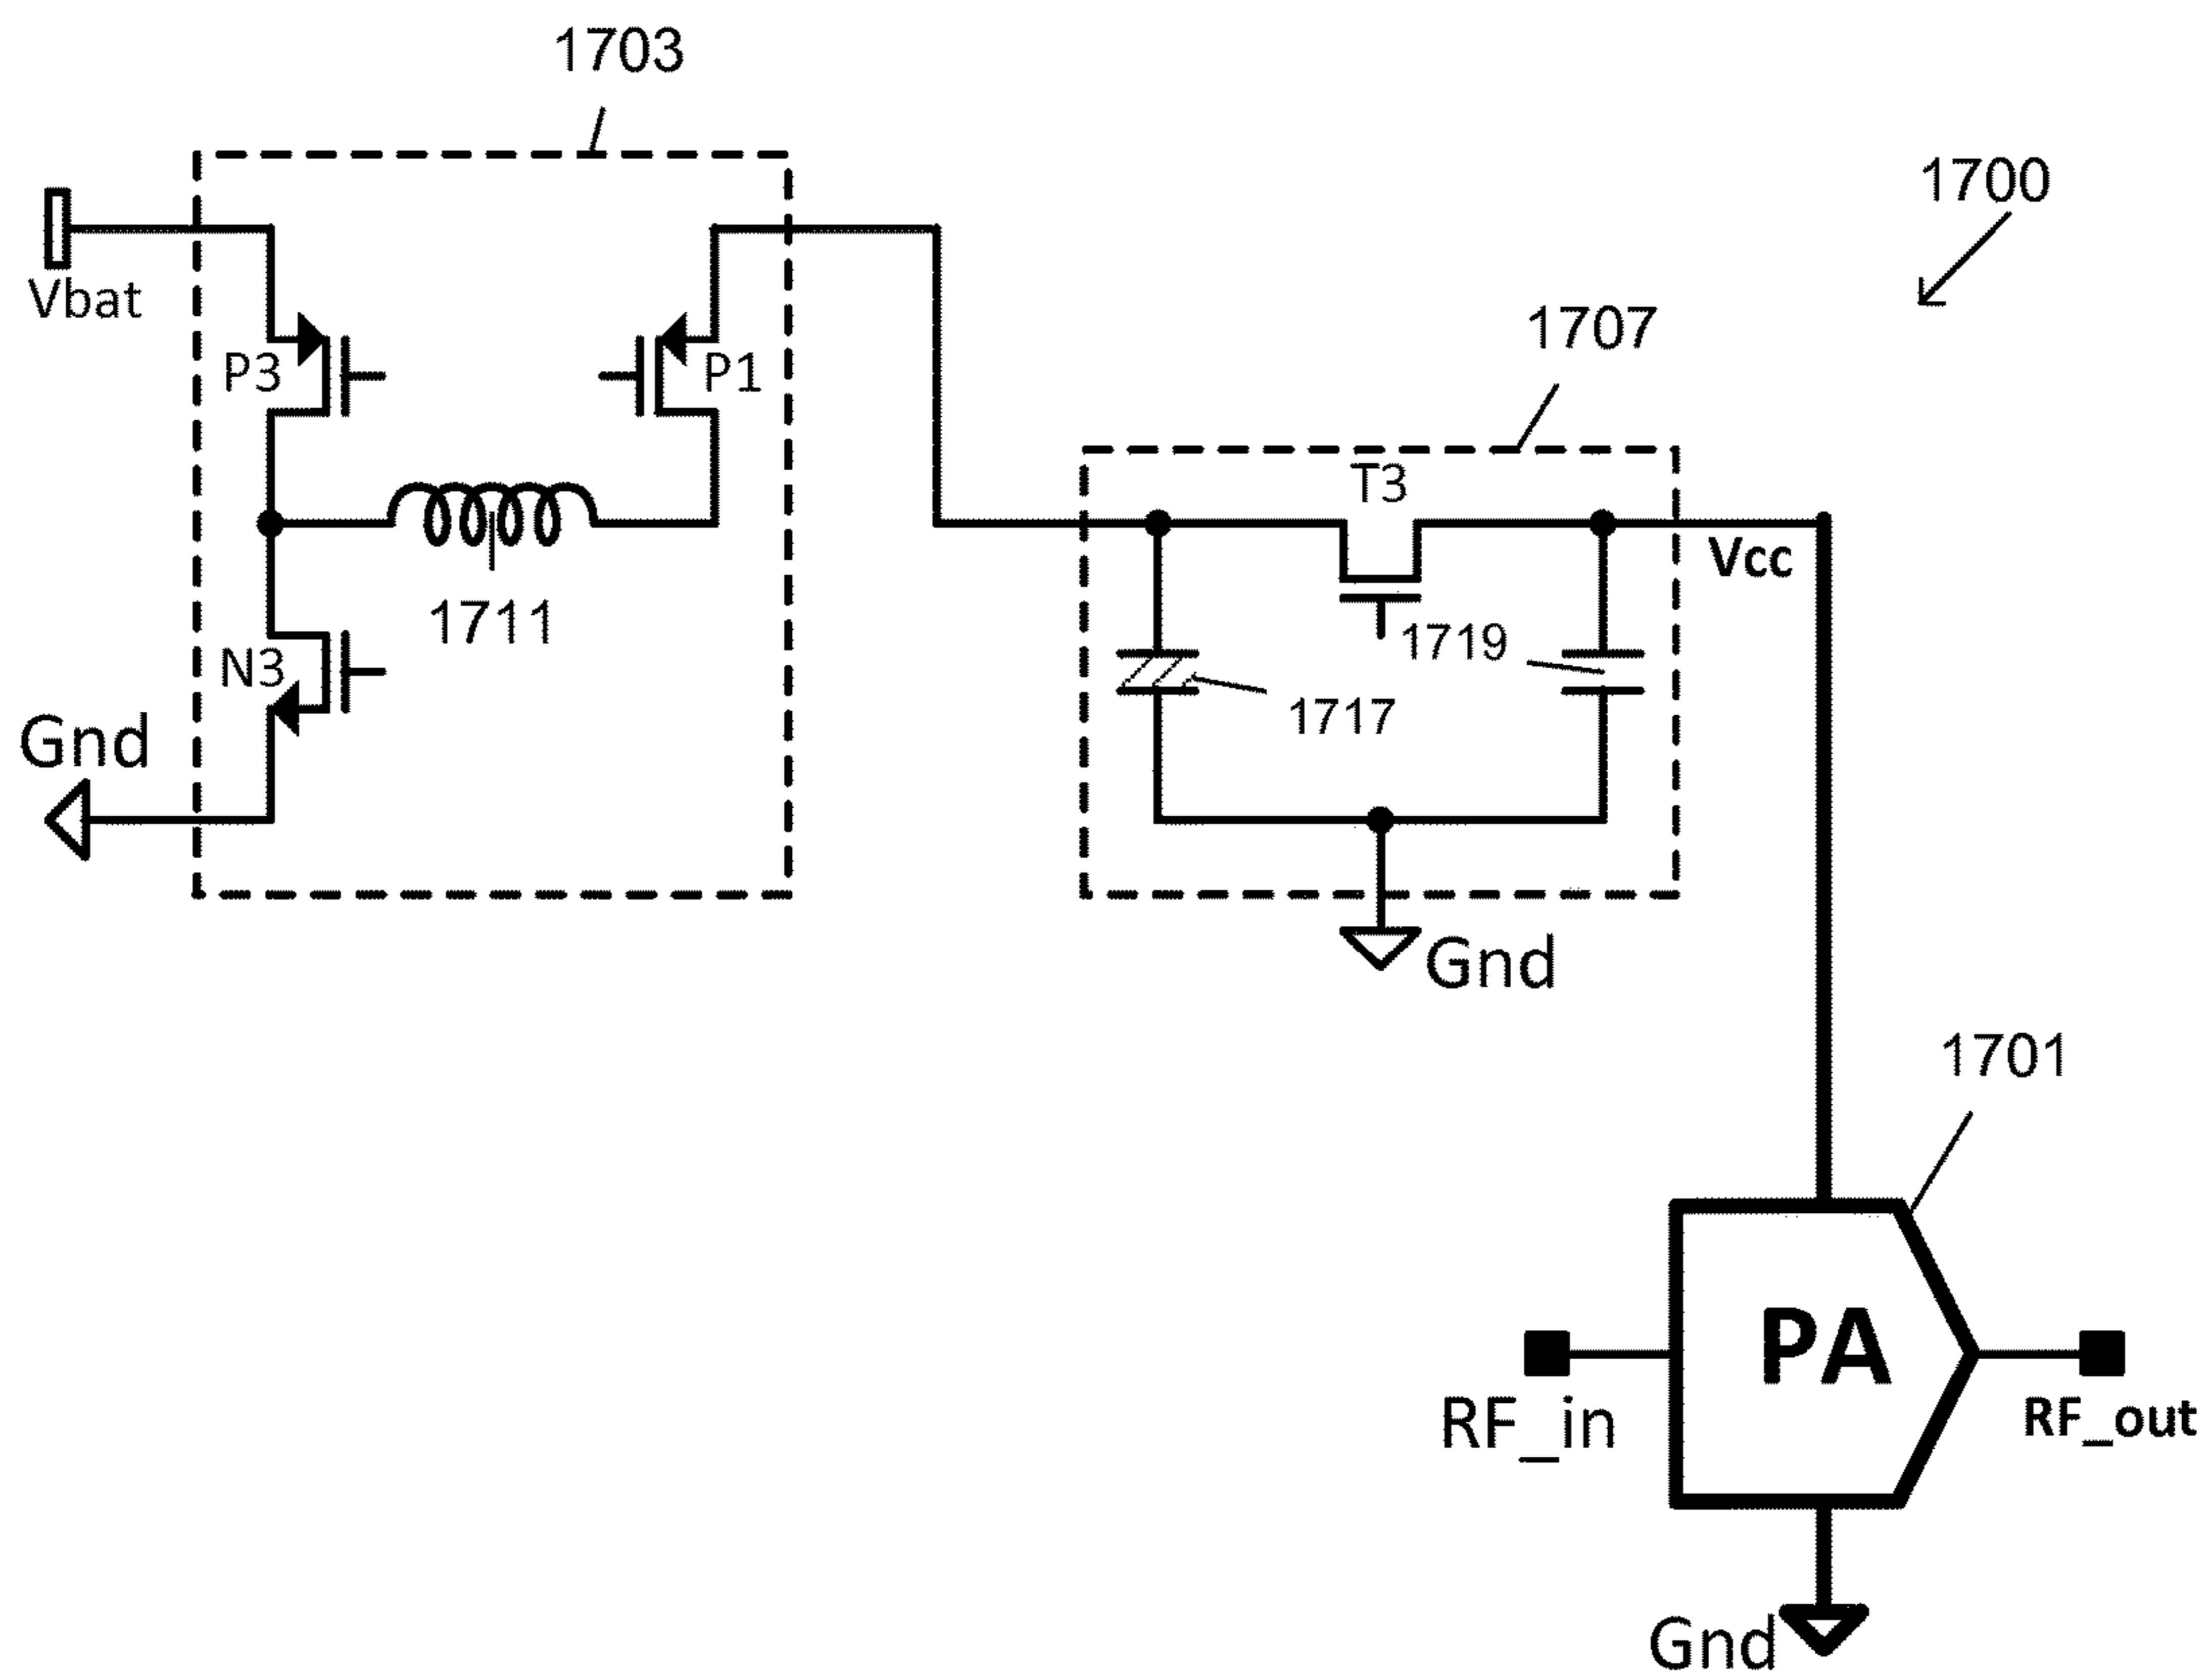 1703
1700
Vbat
1707
P3
P1
T3
Vcc
1711
1719
N3
1717
Gnd
Gnd
1701
PA
RF_in
RF_out
Gnd